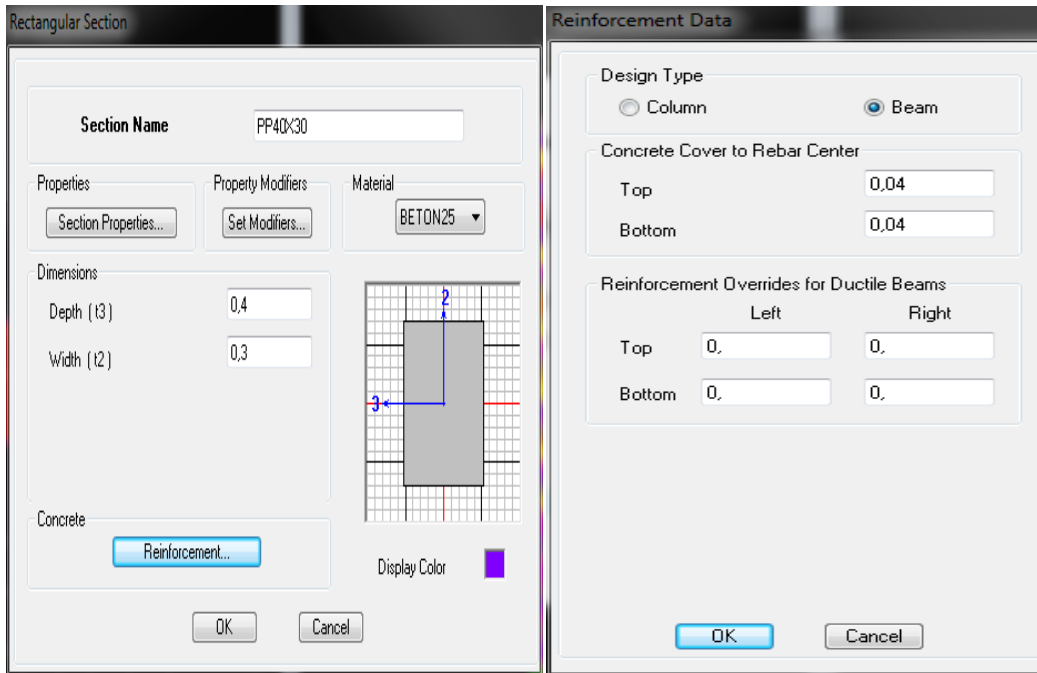 Rectangular Section
Section Name PP40X30
Properties Property Modifiers Material
Section Properties... Set Modifiers... BETON25
Dimensions
Depth ( t3 ) 0,4
Width ( t2 ) 0,3
2
3
Concrete
Reinforcement...
Display Color
OK Cancel
Reinforcement Data
Design Type
Column Beam
Concrete Cover to Rebar Center
Top 0,04
Bottom 0,04
Reinforcement Overrides for Ductile Beams
Left Right
Top 0, 0,
Bottom 0, 0,
OK Cancel